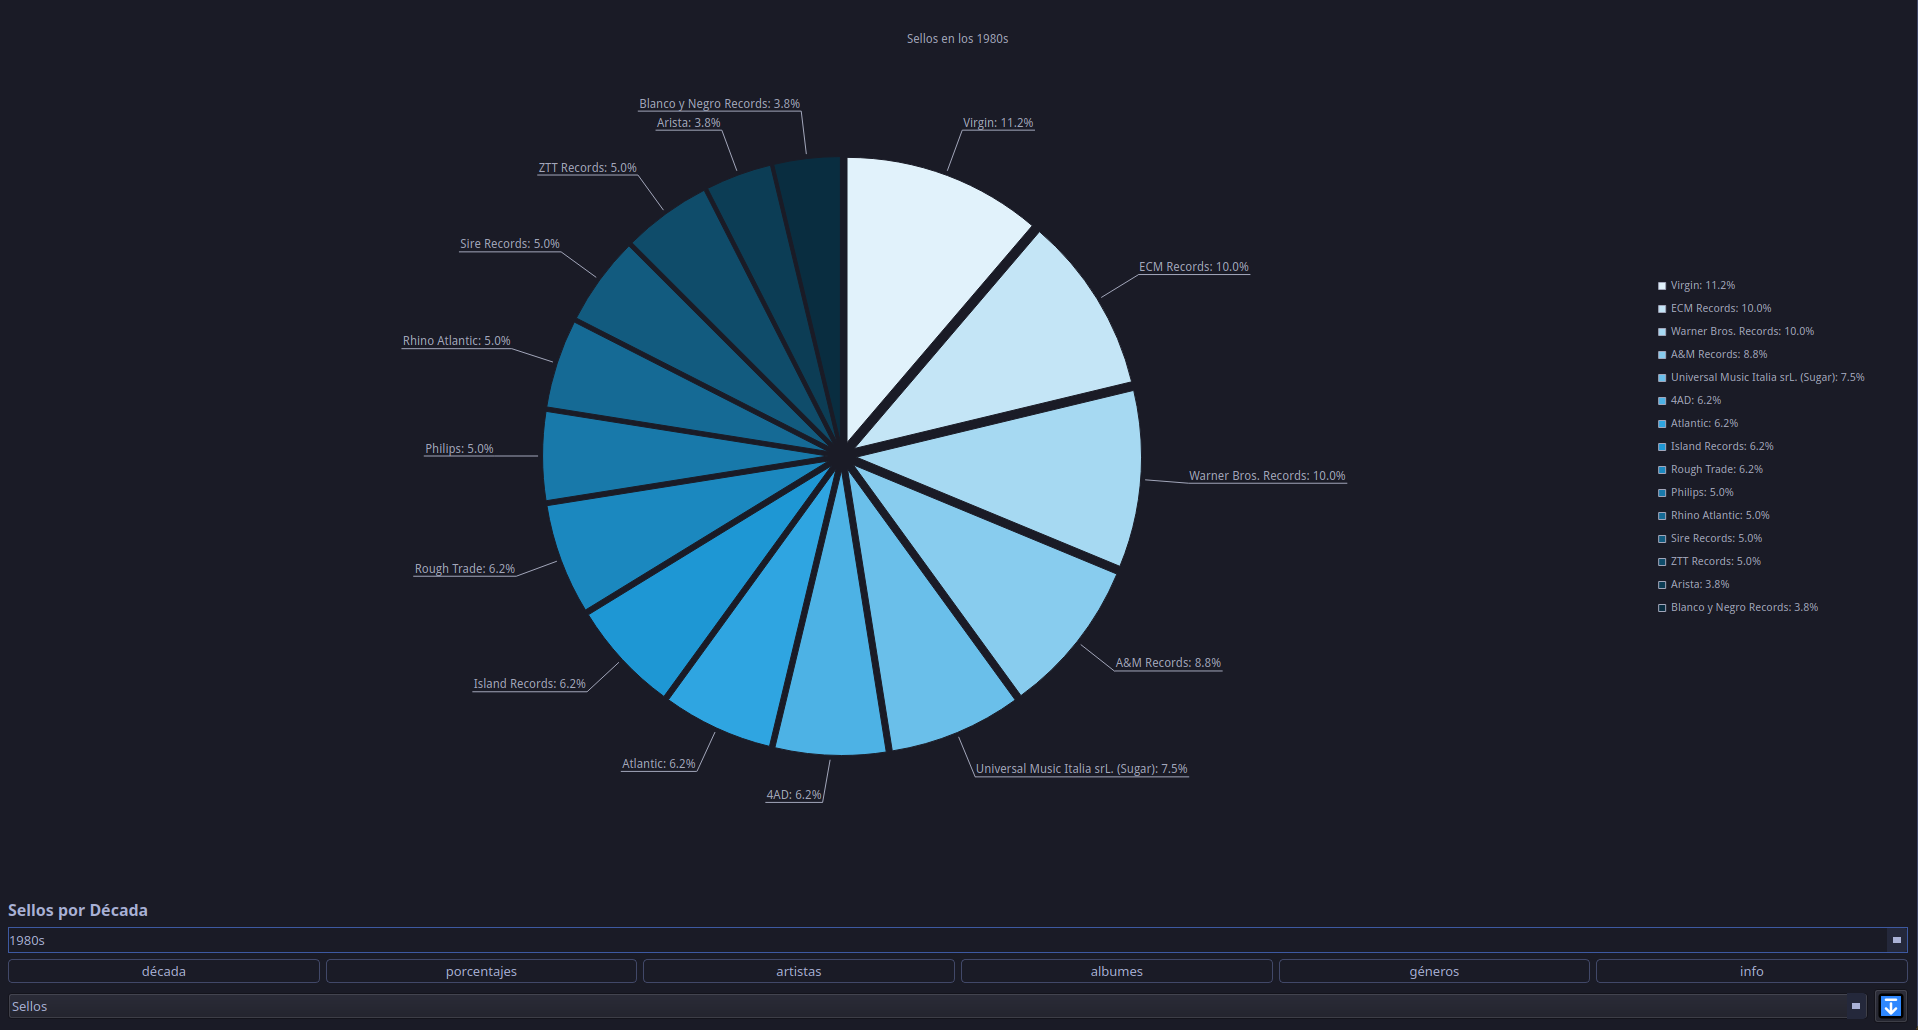 Sellos en los 1980s
Blanco y Negro Records: 3.8%
Arista: 3.8%
Virgin: 11.2%
ZTT Records: 5.0%
Sire Records: 5.0%
ECM Records: 10.0%
Rhino Atlantic: 5.0%
Philips: 5.0%
Warner Bros. Records: 10.0%
Rough Trade: 6.2%
A&M Records: 8.8%
Island Records: 6.2%
Atlantic: 6.2%
Universal Music Italia srL. (Sugar): 7.5%
4AD: 6.2%
Virgin: 11.2%
ECM Records: 10.0%
Warner Bros. Records: 10.0%
A&M Records: 8.8%
Universal Music Italia srL. (Sugar): 7.5%
4AD: 6.2%
Atlantic: 6.2%
Island Records: 6.2%
Rough Trade: 6.2%
Philips: 5.0%
Rhino Atlantic: 5.0%
Sire Records: 5.0%
ZTT Records: 5.0%
Arista: 3.8%
Blanco y Negro Records: 3.8%
Sellos por Década
1980s
década
porcentajes
artistas
albumes
géneros
info
Sellos